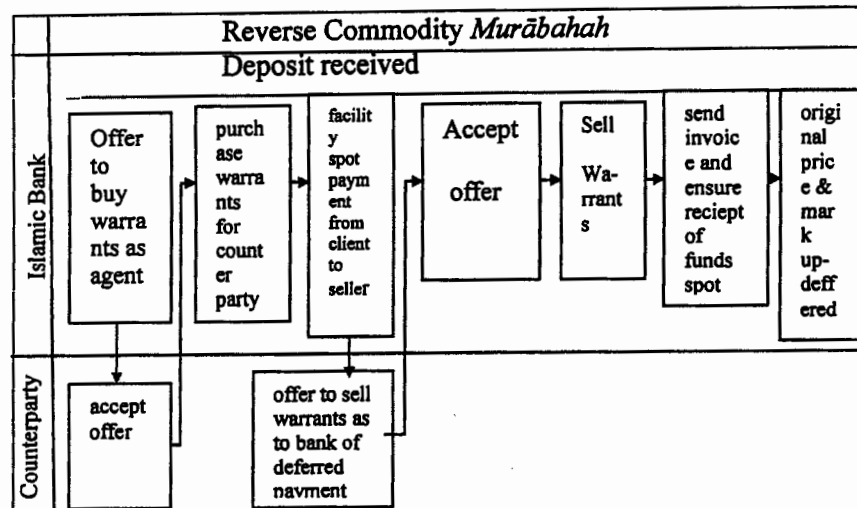 Reverse Commodity Murābahah
Deposit received
Islamic Bank
Offer
to
buy
warra
nts as
agent
purch
ase
warra
nts
for
count
er
party
facilit
y
spot
paym
ent
from
client
to
seller
Accept
offer
Sell
Wa-
rrant
s
send
invoic
e and
ensure
reciept
of
funds
spot
origi
nal
pric
e &
mar
k
up-
deff
ered
Counterparty
accept
offer
offer to sell
warrants as
to bank of
deferred
payment